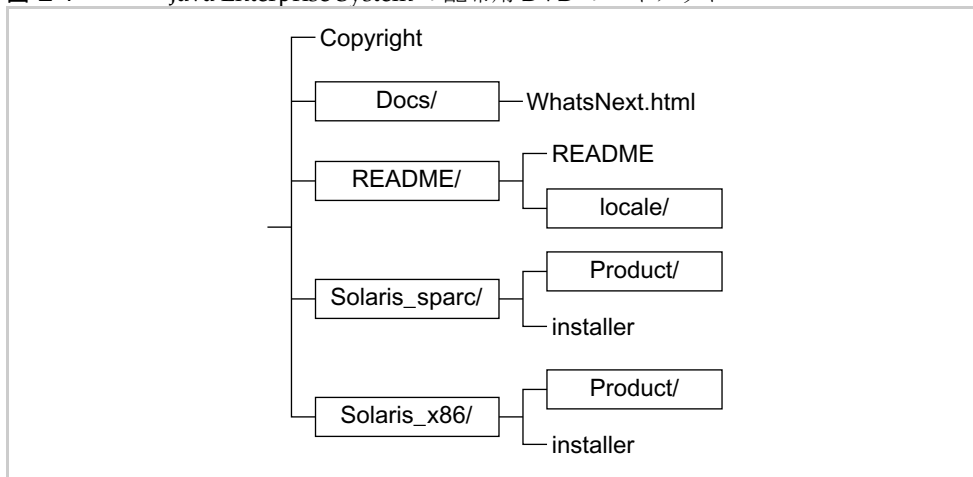 Copyright
Docs/
WhatsNext.html
README/
README
locale/
Solaris_sparc/
Product/
installer
Solaris_x86/
Product/
installer